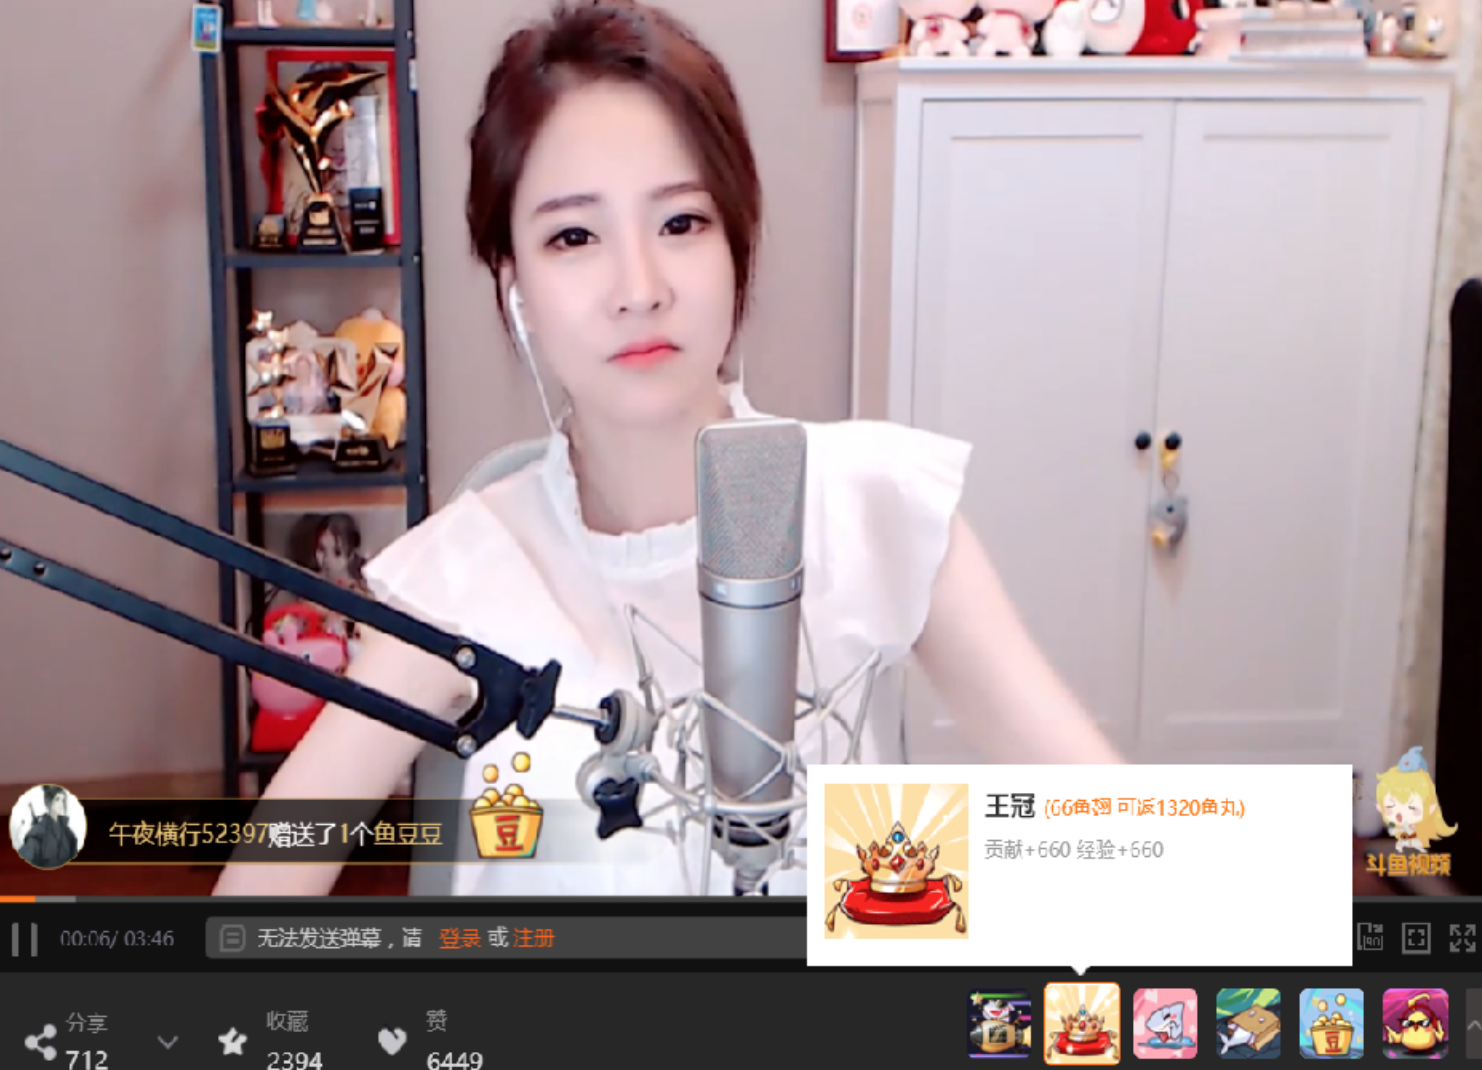 午夜横行52397赠送了1个鱼豆豆
豆
王冠 (66鱼翅 可返1320鱼丸)
贡献+660 经验+660
斗鱼视频
00:06/ 03:46
无法发送弹幕，请 登录 或 注册
分享
712
收藏
2394
赞
6449
豆